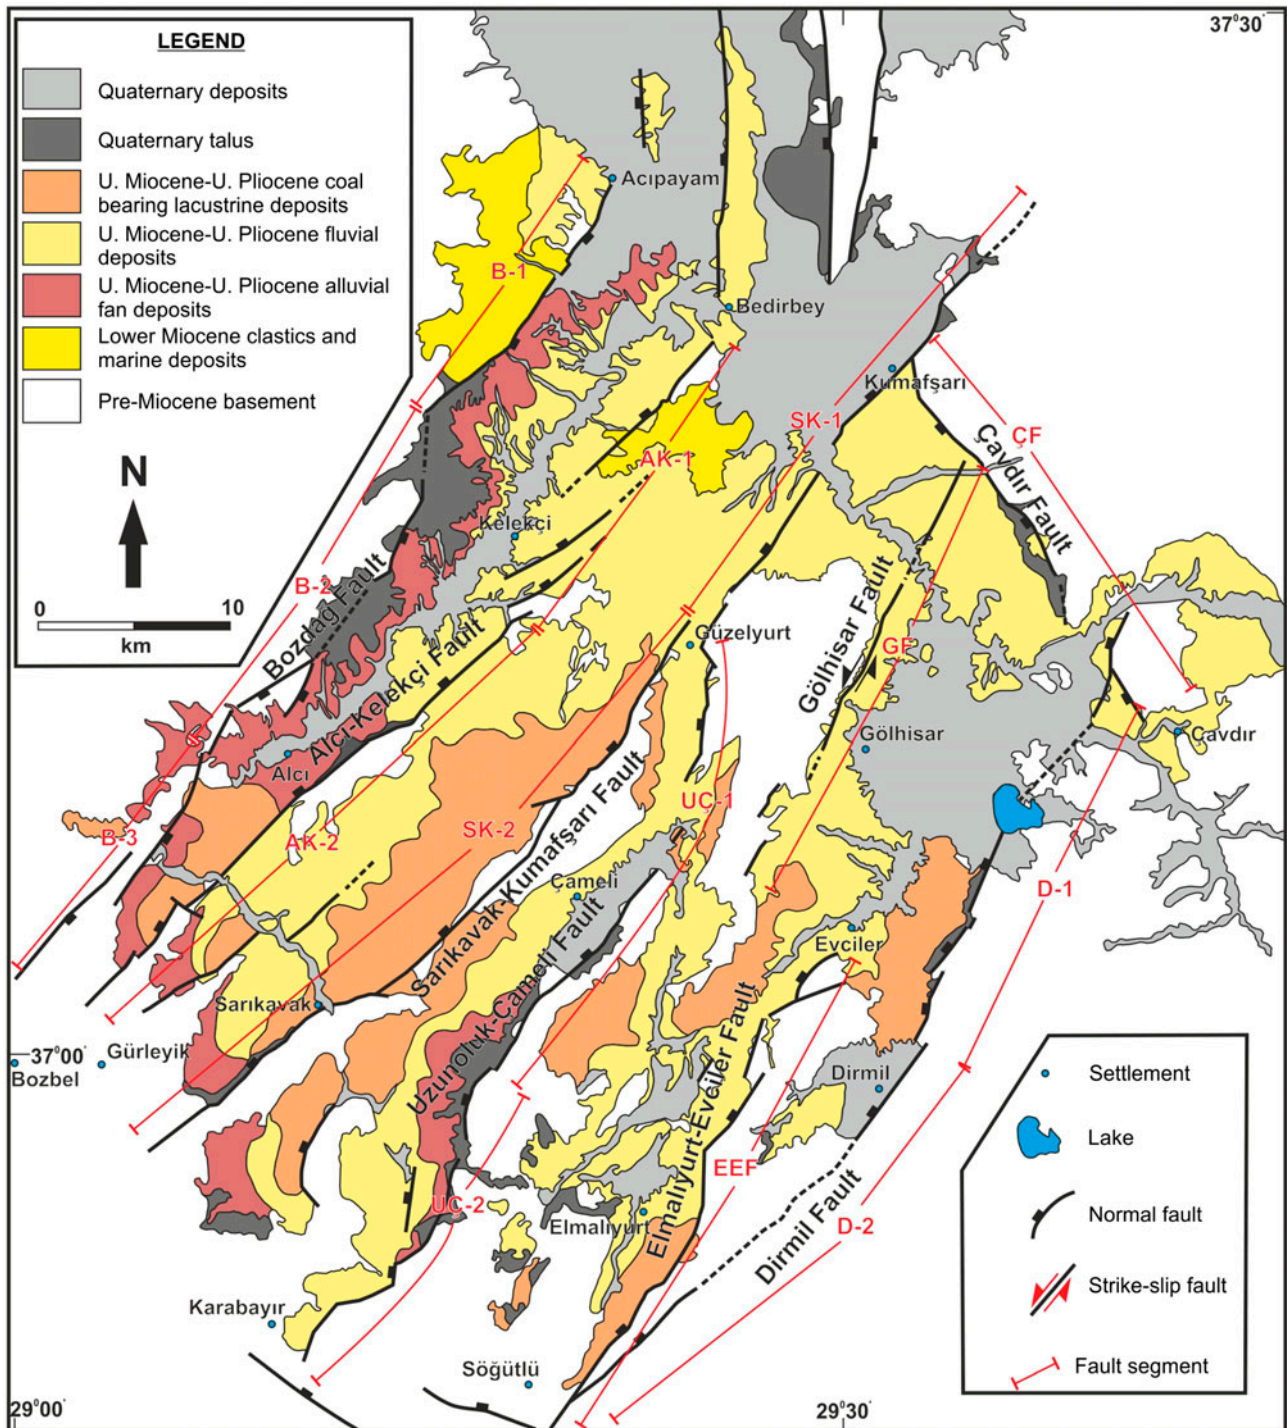 LEGEND
Quaternary deposits
Quaternary talus
U. Miocene-U. Pliocene coal
bearing lacustrine deposits
U. Miocene-U. Pliocene fluvial
deposits
U. Miocene-U. Pliocene alluvial
fan deposits
Lower Miocene clastics and
marine deposits
Pre-Miocene basement
N
0 10
km
37°30'
Acıpayam
B-1
Bedirbey
Kumafşarı
SK-1
ÇF
Çavdır Fault
AK-1
Kelekçi
B-2
Bozdağ Fault
Güzelyurt
Gölhisar Fault
GF
Alcı-Kelekçi Fault
Gölhisar
Çavdır
Alcı
UÇ-1
B-3
AK-2
SK-2
Sarıkavak-Kumafşarı Fault
Çameli
D-1
Evciler
Sarıkavak
Uzunoluk-Çameli Fault
37°00'
Bozbel
Gürleyik
Dirmil
Elmalıyurt-Evciler Fault
EEF
UÇ-2
Elmalıyurt
D-2
Dirmil Fault
Karabayır
Söğütlü
Settlement
Lake
Normal fault
Strike-slip fault
Fault segment
29°00'
29°30'